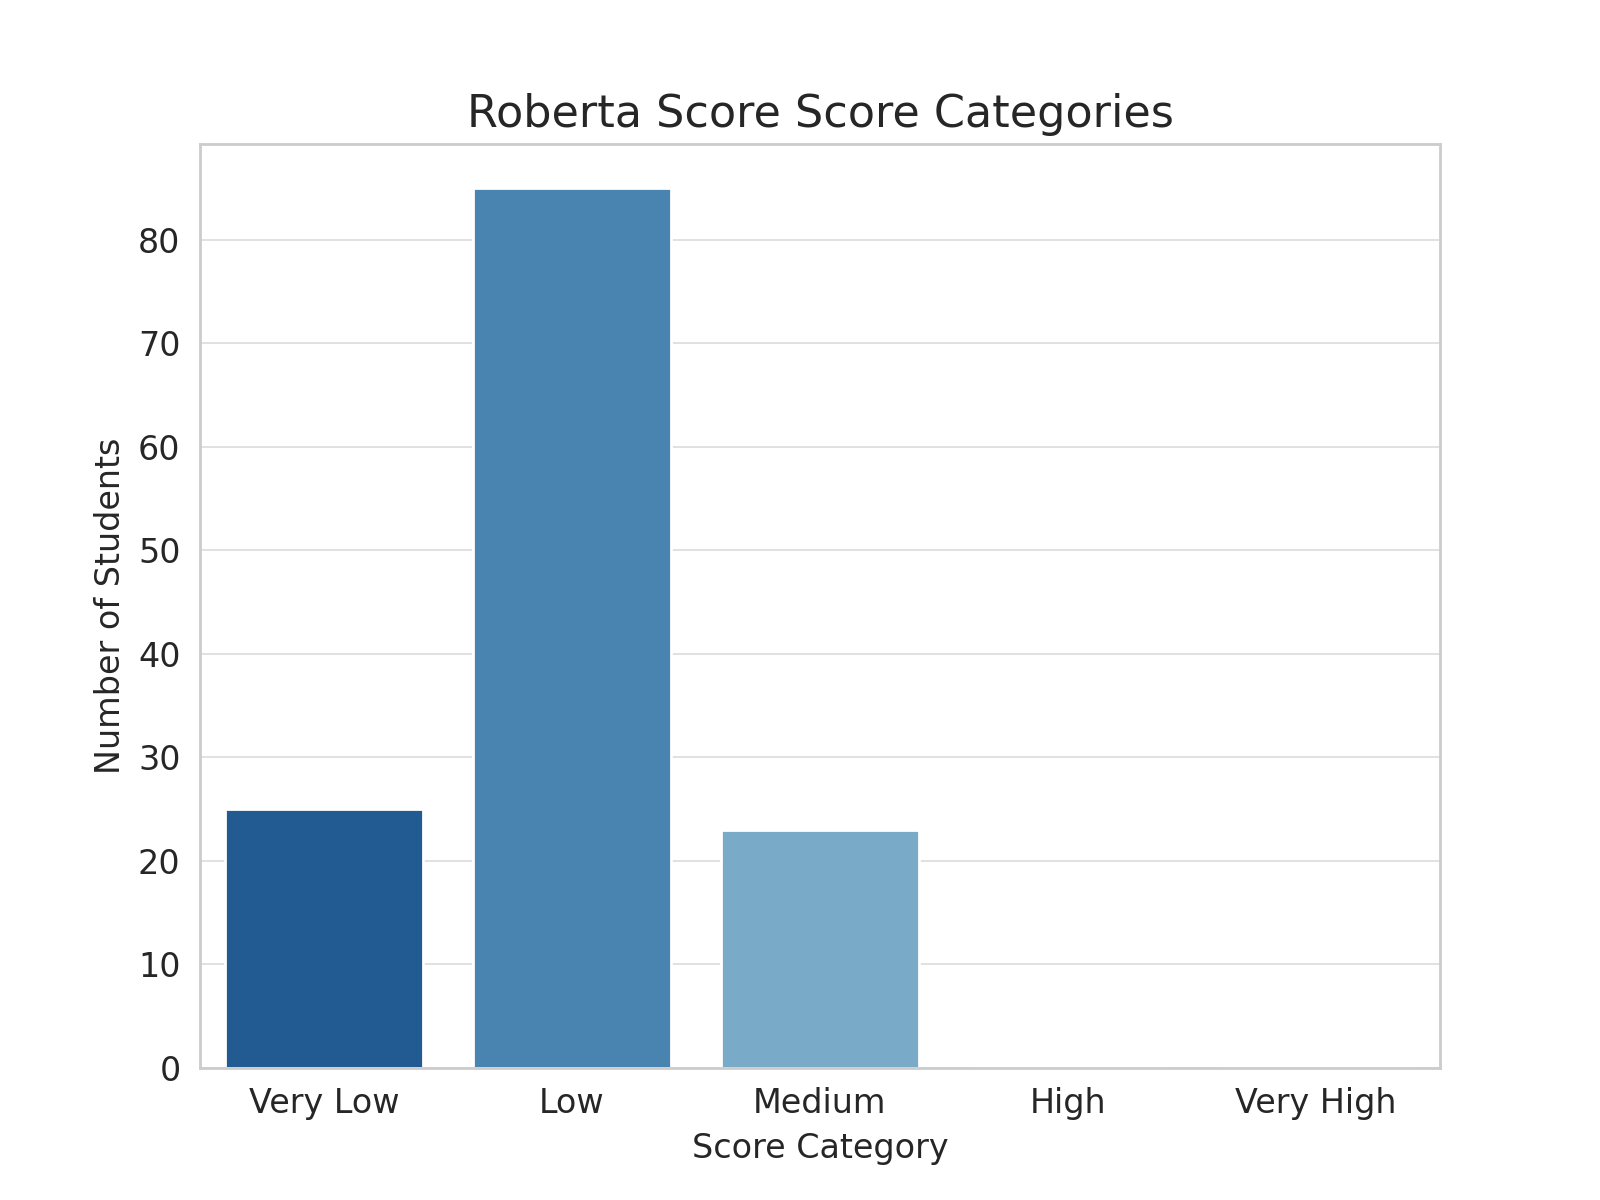 Roberta Score Score Categories
Number of Students
80
70
60
50
40
30
20
10
0
Very Low
Low
Medium
High
Very High
Score Category